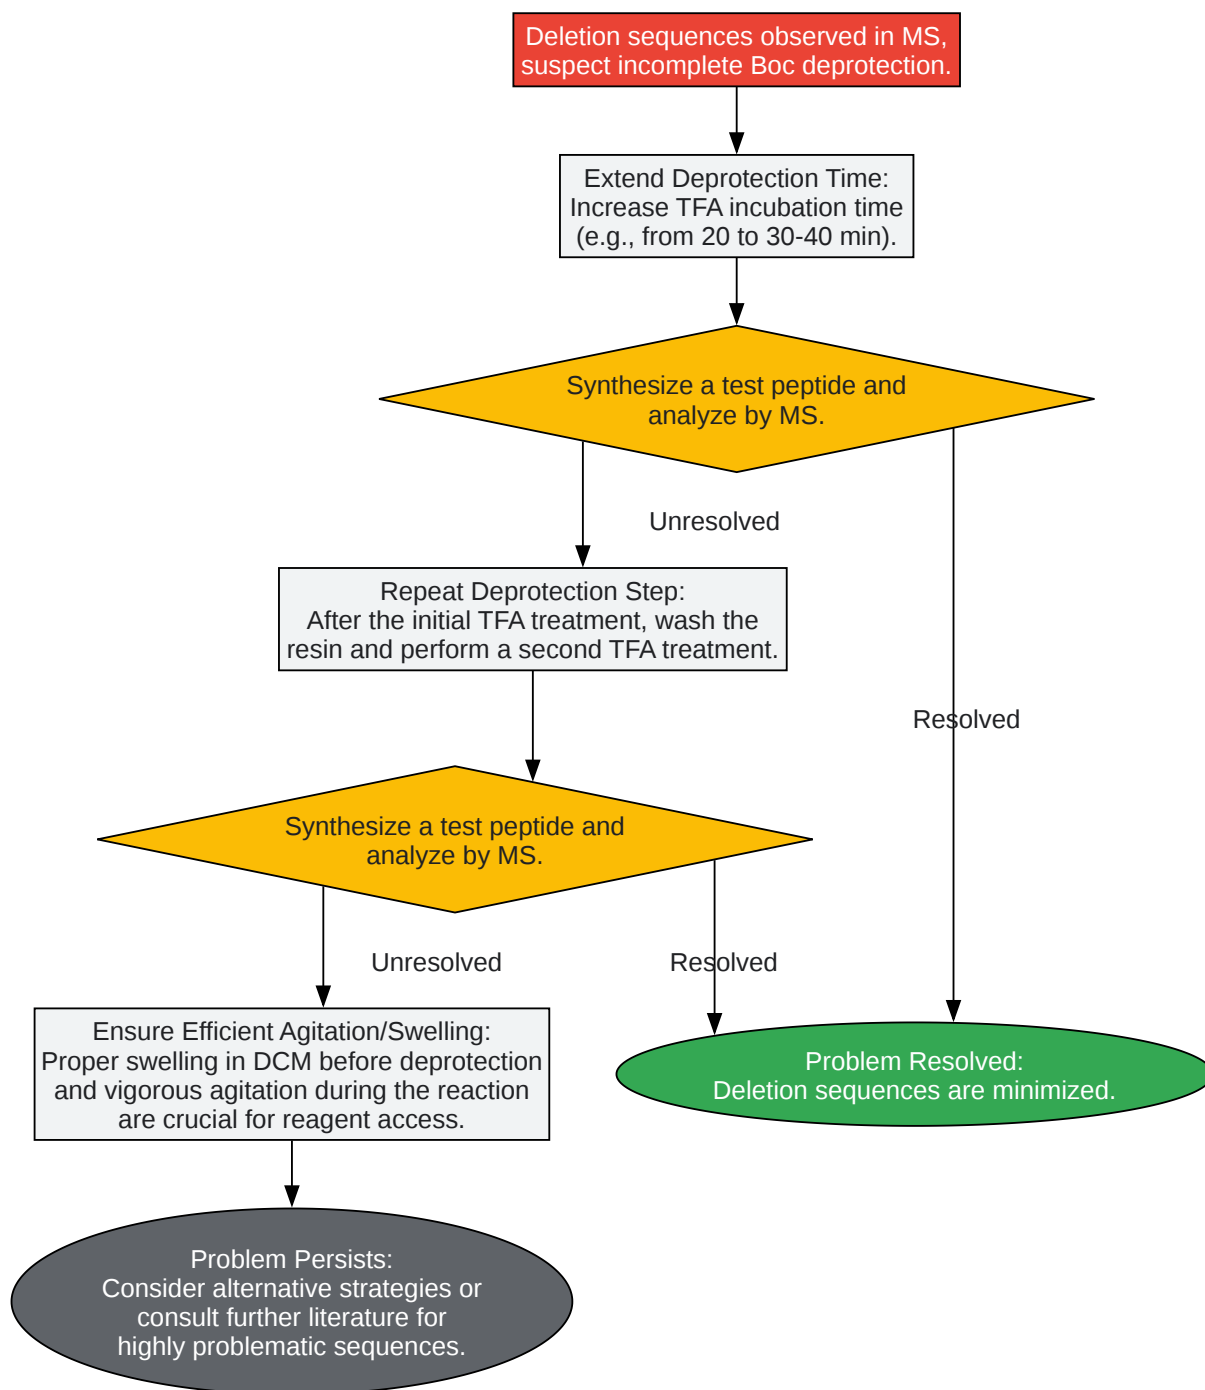 Deletion sequences observed in MS,
suspect incomplete Boc deprotection.
Extend Deprotection Time:
Increase TFA incubation time
(e.g., from 20 to 30-40 min).
Synthesize a test peptide and
analyze by MS.
Unresolved
Repeat Deprotection Step:
After the initial TFA treatment, wash the
resin and perform a second TFA treatment.
Resolved
Synthesize a test peptide and
analyze by MS.
Unresolved
Resolved
Ensure Efficient Agitation/Swelling:
Proper swelling in DCM before deprotection
and vigorous agitation during the reaction
are crucial for reagent access.
Problem Resolved:
Deletion sequences are minimized.
Problem Persists:
Consider alternative strategies or
consult further literature for
highly problematic sequences.